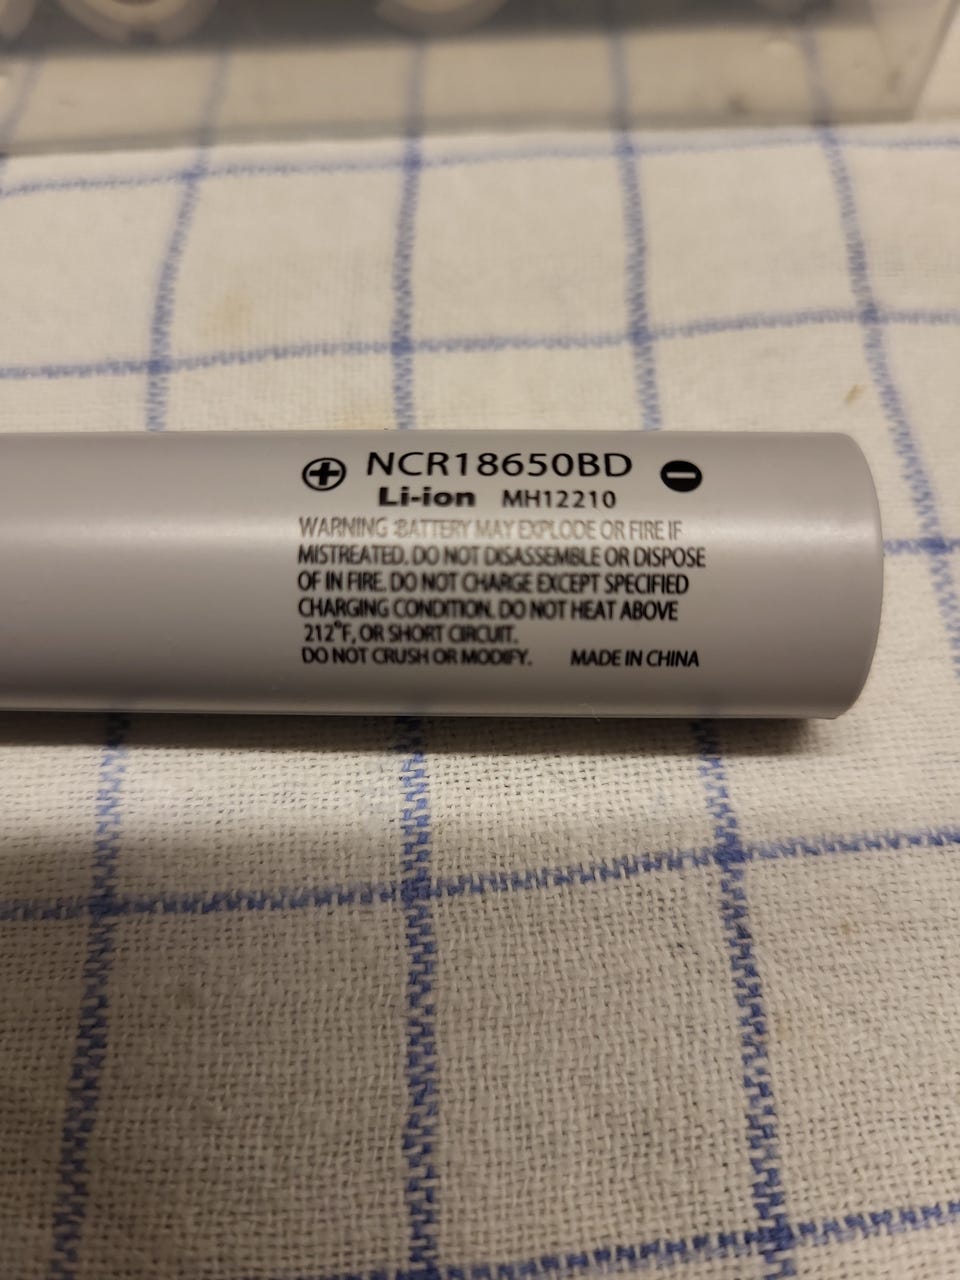 ⊕ NCR18650BD ⊖
Li-ion MH12210
WARNING :BATTERY MAY EXPLODE OR FIRE IF
MISTREATED. DO NOT DISASSEMBLE OR DISPOSE
OF IN FIRE. DO NOT CHARGE EXCEPT SPECIFIED
CHARGING CONDITION. DO NOT HEAT ABOVE
212°F, OR SHORT CIRCUIT.
DO NOT CRUSH OR MODIFY. MADE IN CHINA